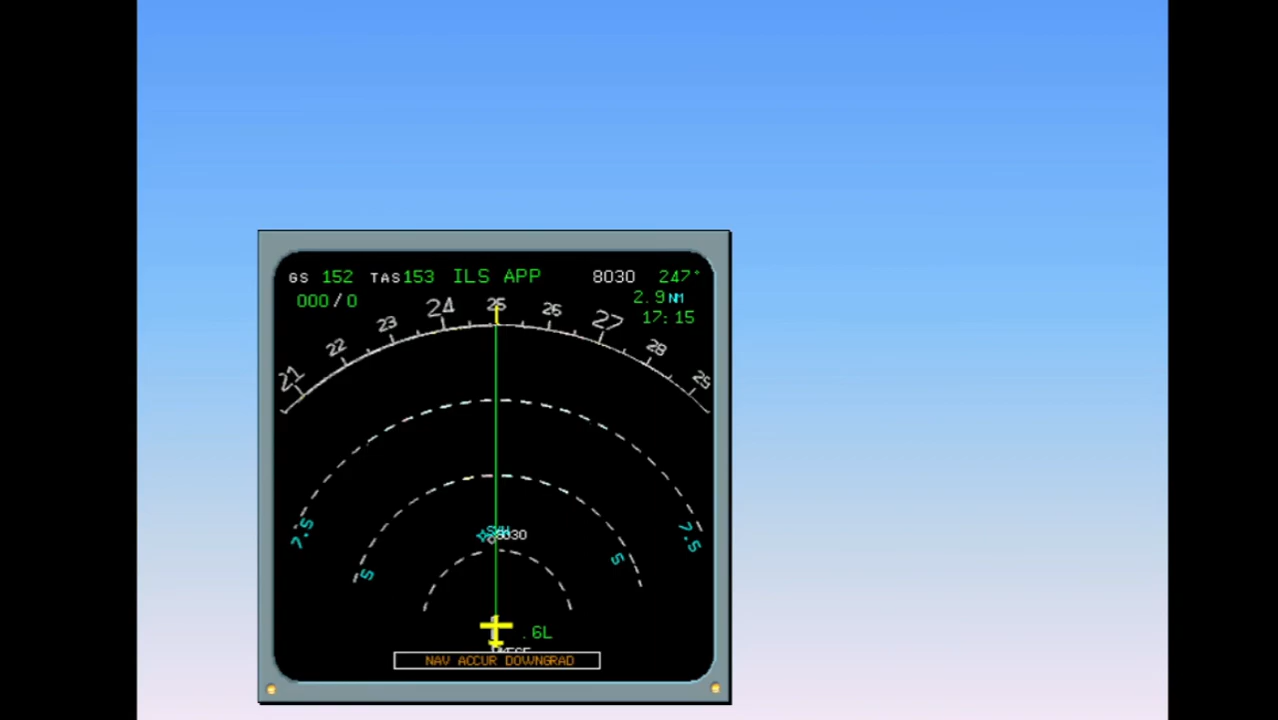 GS 152 TAS 153 ILS APP 8030 247°
000/0 2.9 NM
17:15
21 22 23 24 25 26 27 28
7.5 7.5
5 5
8030
.6L
NAV ACCUR DOWNGRAD